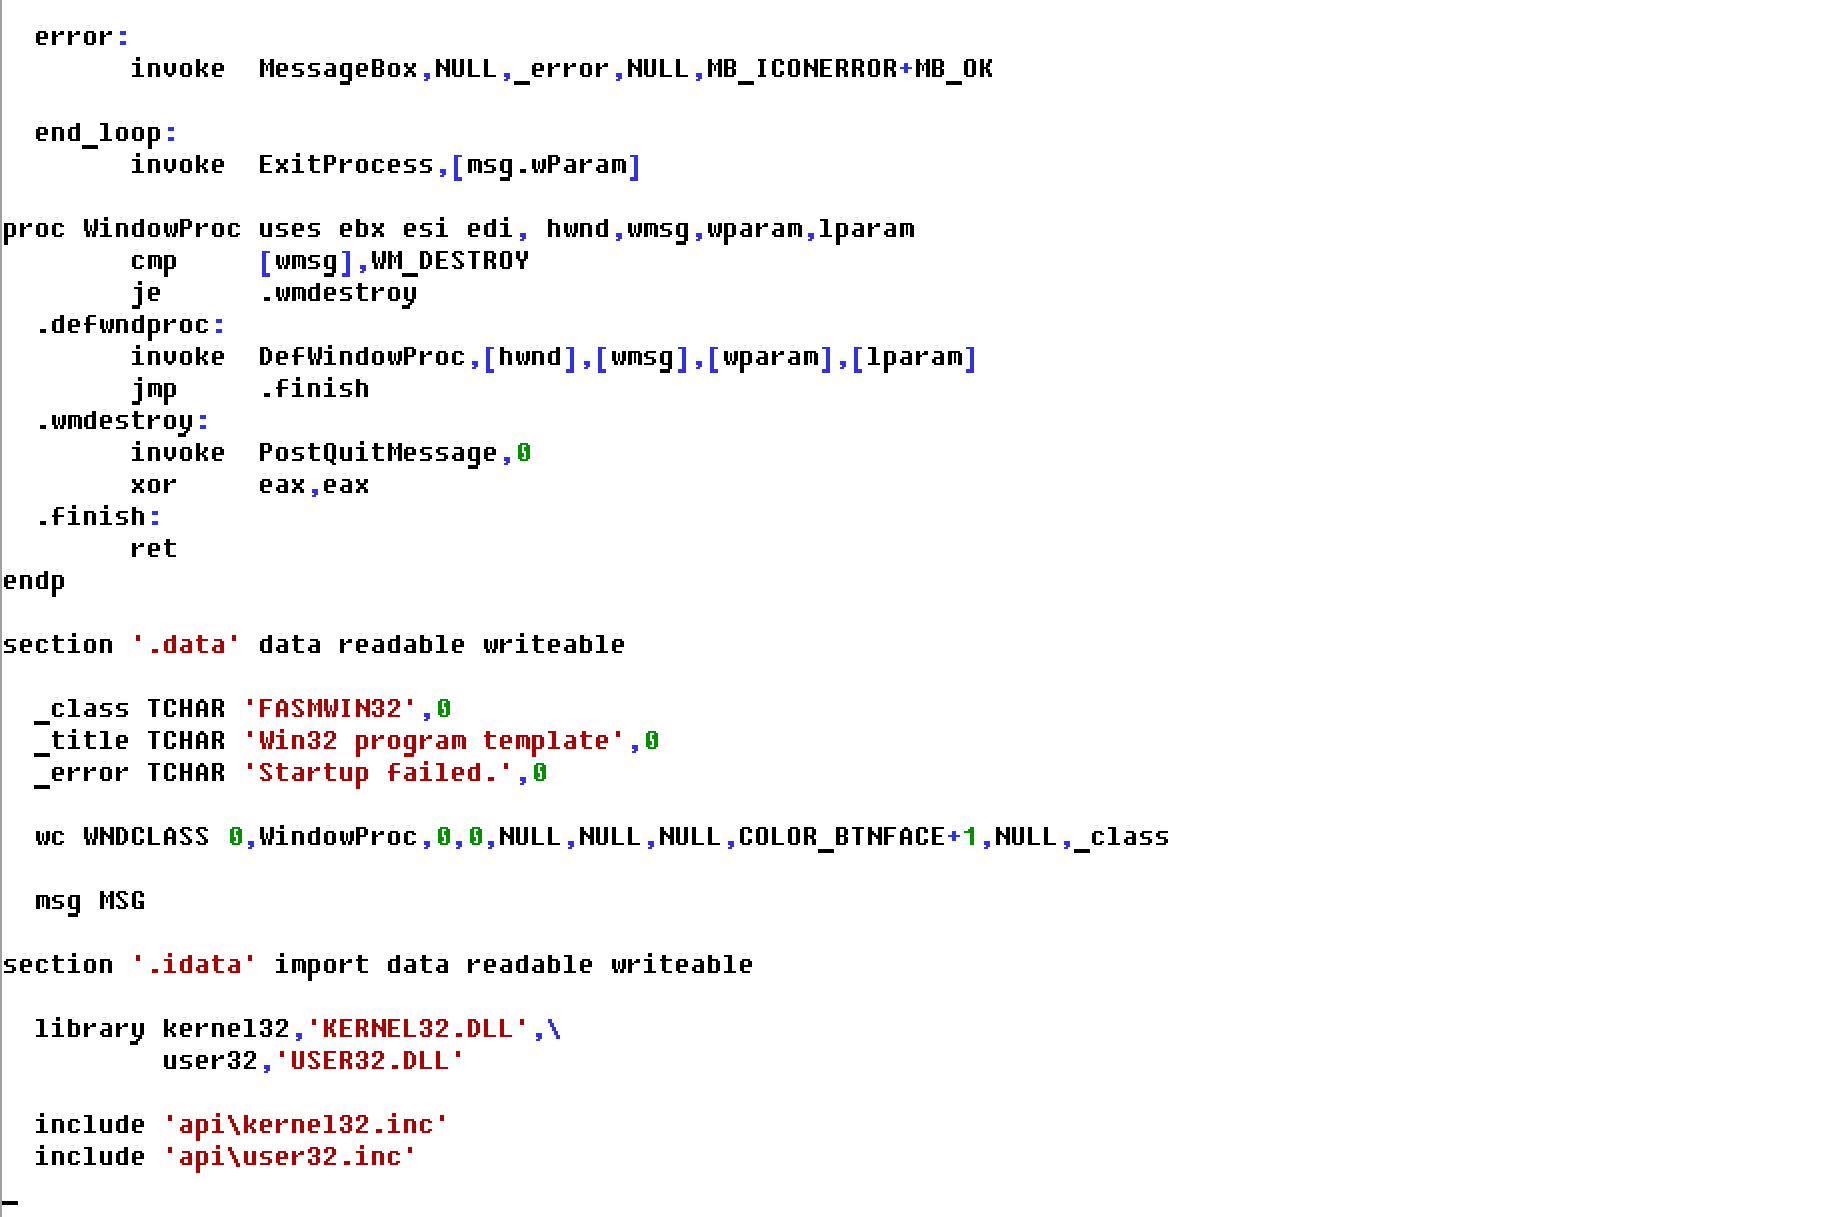 error:
invoke  MessageBox,NULL,_error,NULL,MB_ICONERROR+MB_OK
end_loop:
invoke  ExitProcess,[msg.wParam]
proc WindowProc uses ebx esi edi, hwnd,wmsg,wparam,lparam
cmp     [wmsg],WM_DESTROY
je      .wmdestroy
.defwndproc:
invoke  DefWindowProc,[hwnd],[wmsg],[wparam],[lparam]
jmp     .finish
.wmdestroy:
invoke  PostQuitMessage,0
xor     eax,eax
.finish:
ret
endp
section '.data' data readable writeable
_class TCHAR 'FASMWIN32',0
_title TCHAR 'Win32 program template',0
_error TCHAR 'Startup failed.',0
wc WNDCLASS 0,WindowProc,0,0,NULL,NULL,NULL,COLOR_BTNFACE+1,NULL,_class
msg MSG
section '.idata' import data readable writeable
library kernel32,'KERNEL32.DLL',\
user32,'USER32.DLL'
include 'api\kernel32.inc'
include 'api\user32.inc'